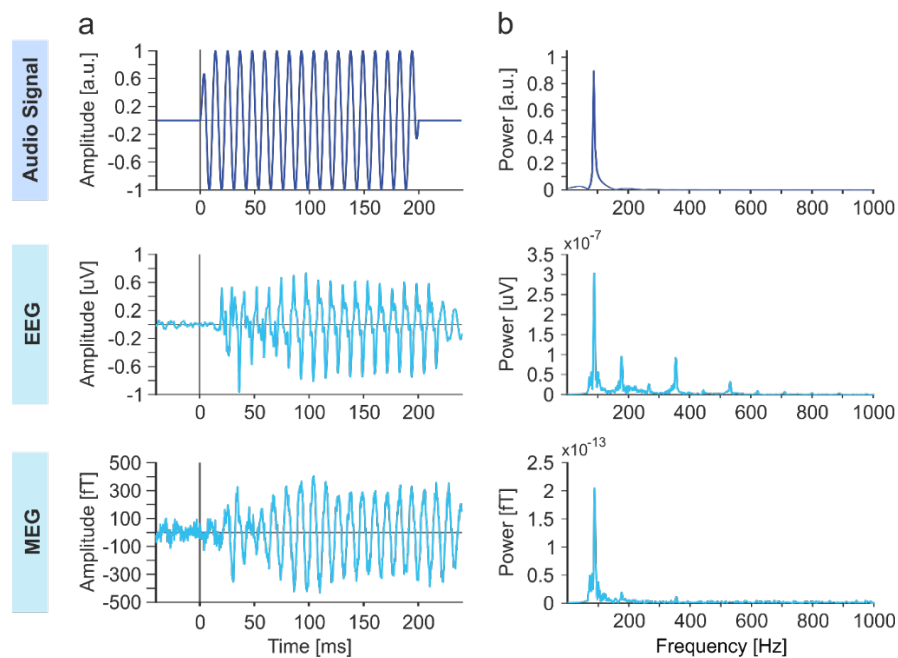 a
b
Audio Signal
Amplitude [a.u.]
1
0.6
0.2
-0.2
-0.6
-1
0 50 100 150 200
Power [a.u.]
1
0.8
0.6
0.4
0.2
0
200 400 600 800 1000
EEG
Amplitude [uV]
1
0.6
0.2
-0.2
-0.6
-1
0 50 100 150 200
x10-7
Power [uV]
3.5
3
2.5
2
1.5
1
0.5
0
200 400 600 800 1000
MEG
Amplitude [fT]
500
300
100
-100
-300
-500
0 50 100 150 200
Time [ms]
x10-13
Power [fT]
2.5
2
1.5
1
0.5
0
200 400 600 800 1000
Frequency [Hz]